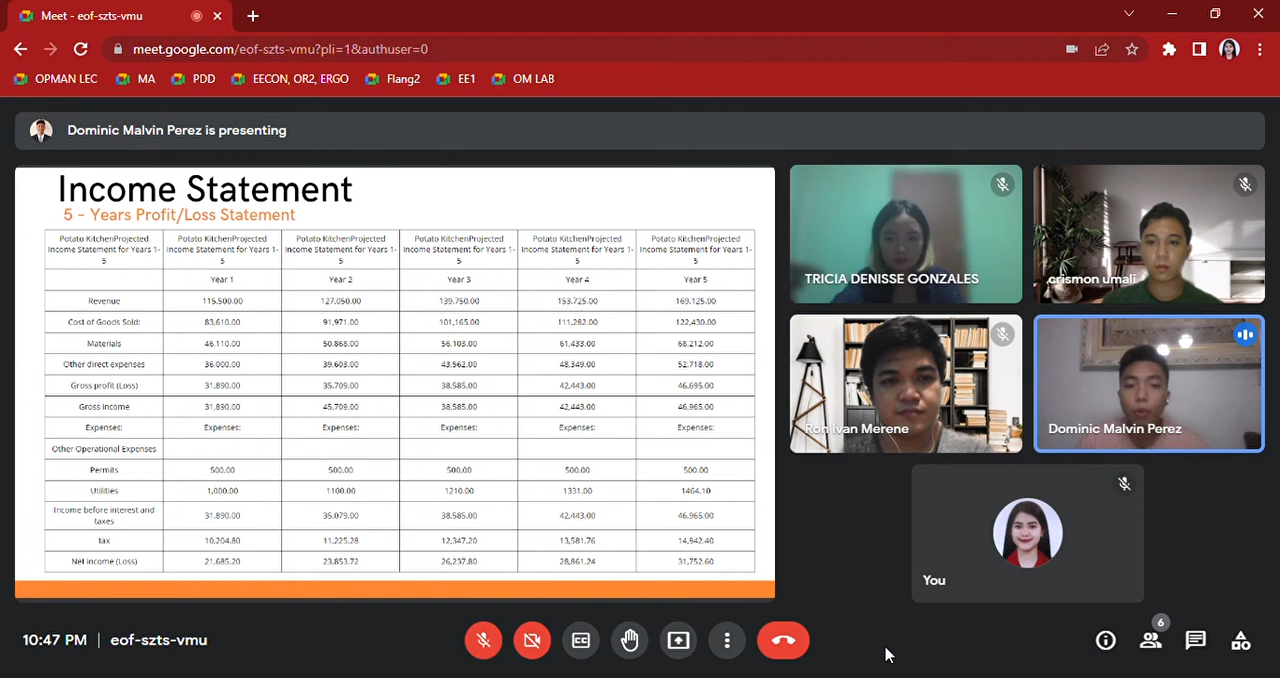 Meet - eof-szts-vmu
meet.google.com/eof-szts-vmu?pli=1&authuser=0
OPMAN LEC MA PDD EECON, OR2, ERGO Flang2 EE1 OM LAB
Dominic Malvin Perez is presenting
Income Statement
5 - Years Profit/Loss Statement
Potato KitchenProjected Potato KitchenProjected Potato KitchenProjected Potato KitchenProjected Potato KitchenProjected Potato KitchenProjected
Income Statement for Years 1- Income Statement for Years 1- Income Statement for Years 1- Income Statement for Years 1- Income Statement for Years 1- Income Statement for Years 1-
5 5 5 5 5 5
Year 1 Year 2 Year 3 Year 4 Year 5
Revenue 115,500.00 127,050.00 139,750.00 153,725.00 169,125.00
Cost of Goods Sold: 83,610.00 91,971.00 101,165.00 111,282.00 122,430.00
Materials 46,110.00 50,868.00 56,103.00 61,433.00 68,212.00
Other direct expenses 36,000.00 39,603.00 43,562.00 48,349.00 52,718.00
Gross profit (Loss) 31,890.00 35,709.00 38,585.00 42,443.00 46,695.00
Gross income 31,890.00 45,709.00 38,585.00 42,443.00 46,965.00
Expenses: Expenses: Expenses: Expenses: Expenses: Expenses:
Other Operational Expenses
Permits 500.00 500.00 500.00 500.00 500.00
Utilities 1,000.00 1100.00 1210.00 1331.00 1464.10
Income before interest and
taxes 31,890.00 35,079.00 38,585.00 42,443.00 46,965.00
tax 10,204.80 11,225.28 12,347.20 13,581.76 14,942.40
Net income (Loss) 21,685.20 23,853.72 26,237.80 28,861.24 31,752.60
TRICIA DENISSE GONZALES
crismon umali
Ron Ivan Merene
Dominic Malvin Perez
You
10:47 PM | eof-szts-vmu
6